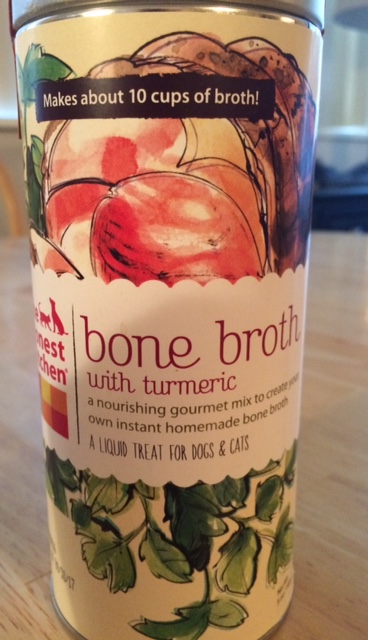 Makes about 10 cups of broth!
bone broth
with turmeric
a nourishing gourmet mix to create your
own instant homemade bone broth
A LIQUID TREAT FOR DOGS & CATS